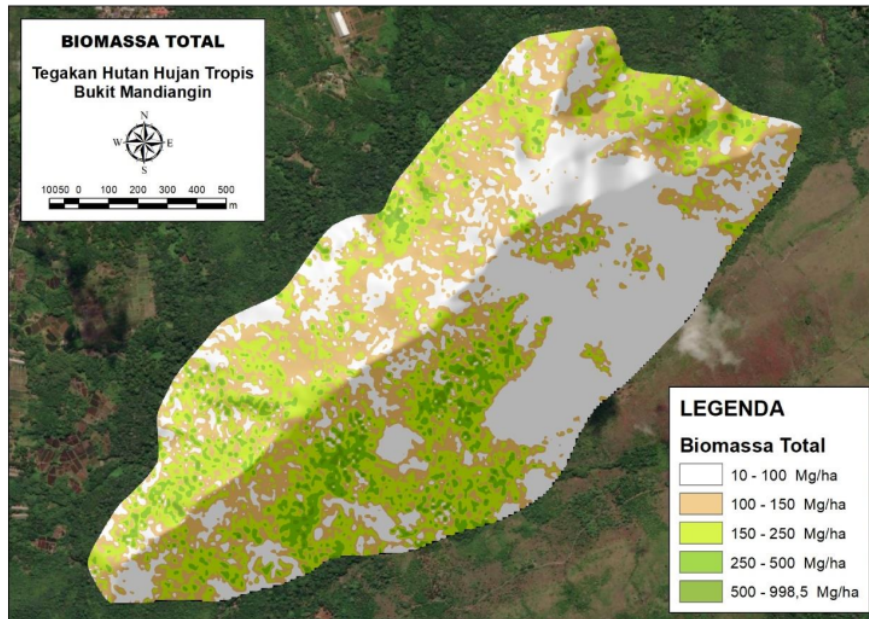 BIOMASSA TOTAL
Tegakan Hutan Hujan Tropis
Bukit Mandiangin
N
W E
S
10050 0 100 200 300 400 500
m
LEGENDA
Biomassa Total
10 - 100 Mg/ha
100 - 150 Mg/ha
150 - 250 Mg/ha
250 - 500 Mg/ha
500 - 998,5 Mg/ha